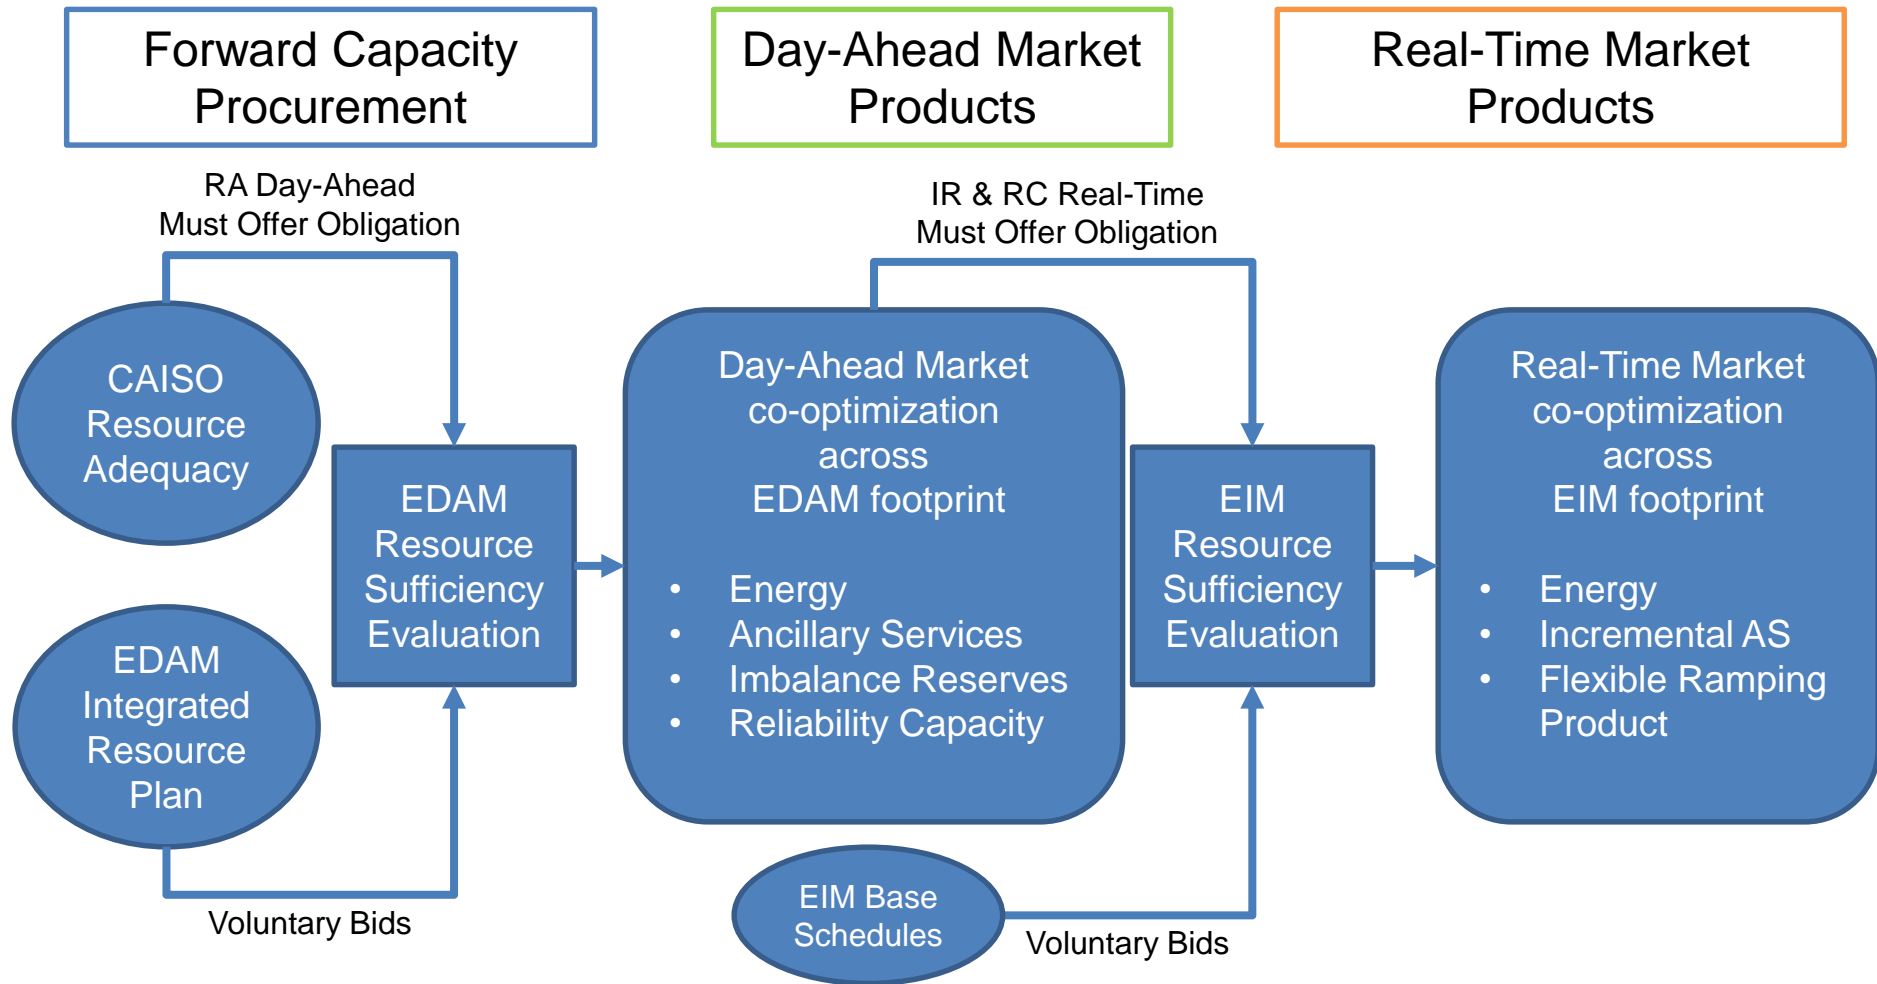 Forward Capacity
Procurement
Day-Ahead Market
Products
Real-Time Market
Products
RA Day-Ahead
Must Offer Obligation
IR & RC Real-Time
Must Offer Obligation
CAISO
Resource
Adequacy
EDAM
Integrated
Resource
Plan
Voluntary Bids
EDAM
Resource
Sufficiency
Evaluation
Day-Ahead Market
co-optimization
across
EDAM footprint
• Energy
• Ancillary Services
• Imbalance Reserves
• Reliability Capacity
EIM Base
Schedules
Voluntary Bids
EIM
Resource
Sufficiency
Evaluation
Real-Time Market
co-optimization
across
EIM footprint
• Energy
• Incremental AS
• Flexible Ramping
Product